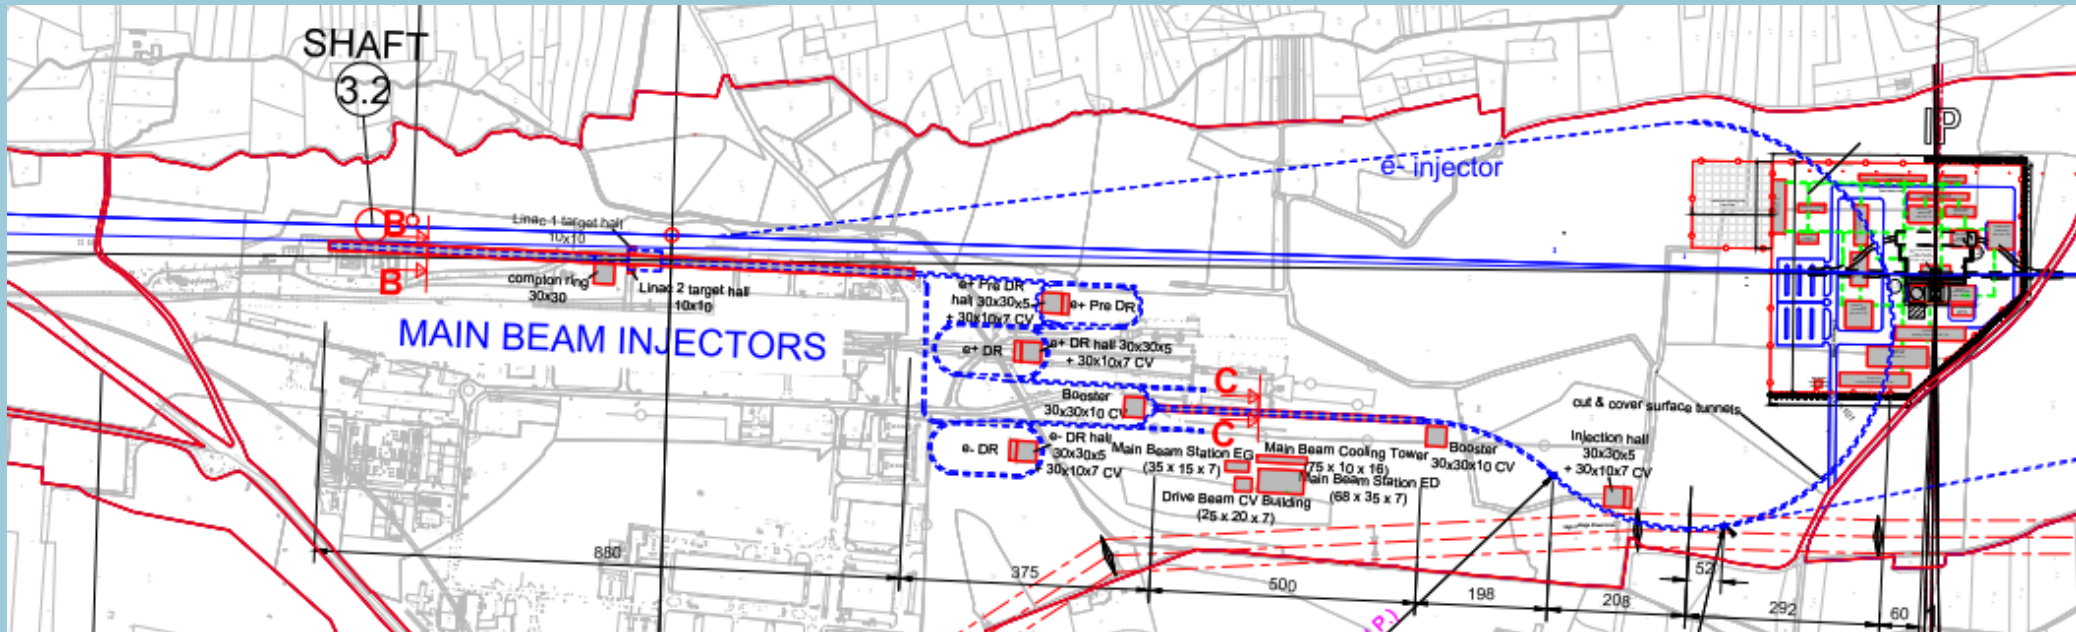 SHAFT
3.2
IP
e- injector
B
B
Linac 1 target hall
10x10
compton ring
30x30
Linac 2 target hall
10x10
MAIN BEAM INJECTORS
e+ Pre DR
hall 30x30x5
+ 30x10x7 CV
e+ Pre DR
e+ DR
e+ DR hall 30x30x5
+ 30x10x7 CV
Booster
30x30x10 CV
C
C
e- DR
e- DR hall
30x30x5
+ 30x10x7 CV
Main Beam Station EG
(35 x 15 x 7)
Main Beam Cooling Tower
(75 x 10 x 16)
Main Beam Station ED
(68 x 35 x 7)
Drive Beam CV Building
(25 x 20 x 7)
Booster
30x30x10 CV
cut & cover surface tunnels
Injection hall
30x30x5
+ 30x10x7 CV
880
375
500
198
208
52
292
60
P.)